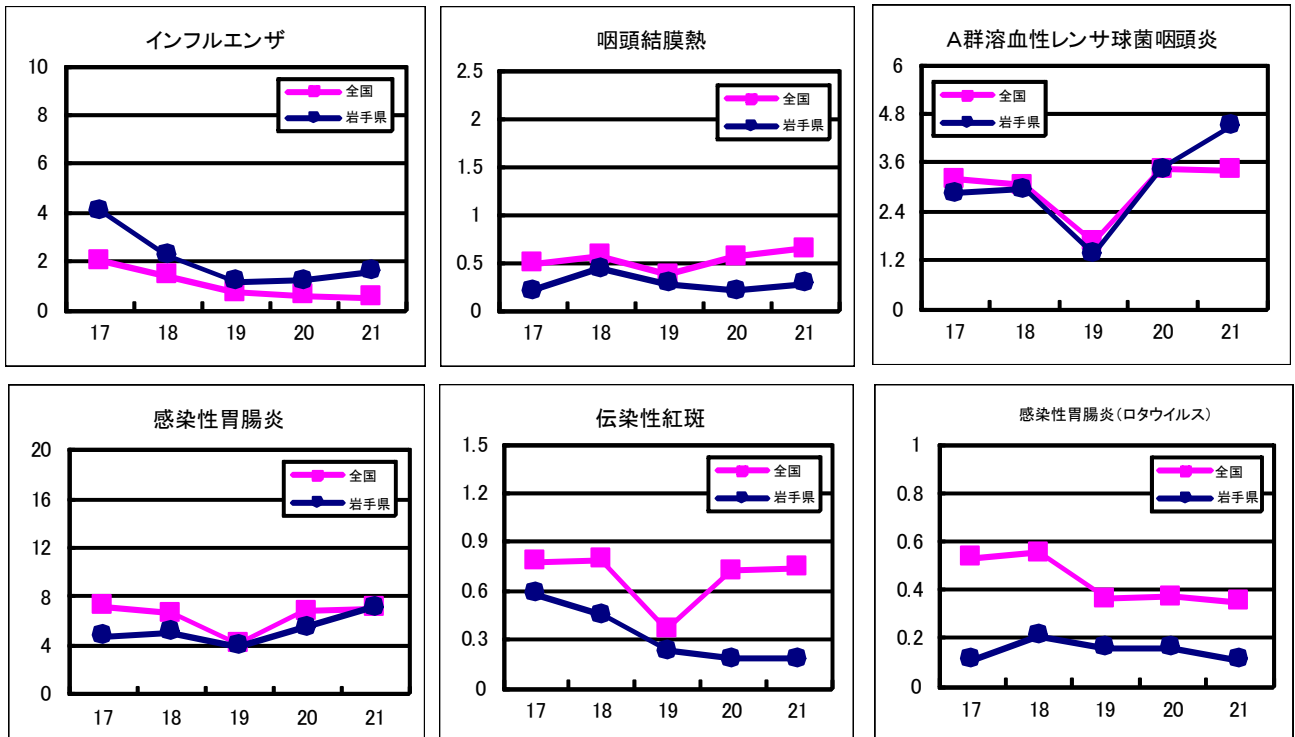 インフルエンザ
10
8
6
4
2
0
17 18 19 20 21
全国
岩手県
咽頭結膜熱
2.5
2
1.5
1
0.5
0
17 18 19 20 21
全国
岩手県
A群溶血性レンサ球菌咽頭炎
6
4.8
3.6
2.4
1.2
0
17 18 19 20 21
全国
岩手県
感染性胃腸炎
20
16
12
8
4
0
17 18 19 20 21
全国
岩手県
伝染性紅斑
1.5
1.2
0.9
0.6
0.3
0
17 18 19 20 21
全国
岩手県
感染性胃腸炎(ロタウイルス)
1
0.8
0.6
0.4
0.2
0
17 18 19 20 21
全国
岩手県